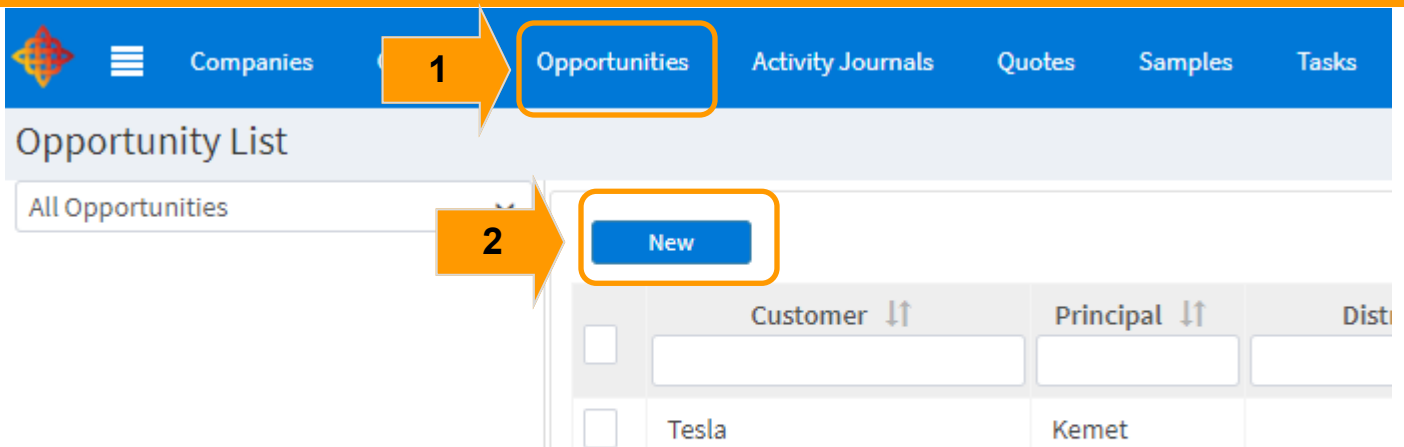 Companies 1 Opportunities Activity Journals Quotes Samples Tasks
Opportunity List
All Opportunities
2 New
Customer Principal
Tesla Kemet